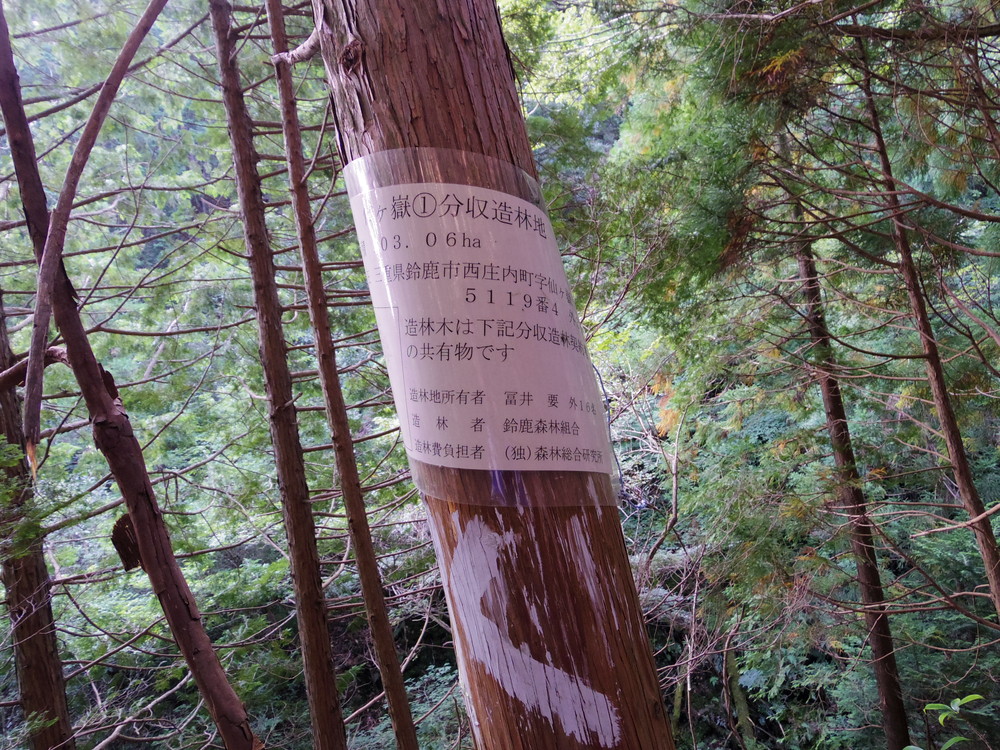 ケ嶽①分収造林地
03.06ha
三重県鈴鹿市西庄内町字仙ヶ
5119番4
造林木は下記分収造林契約
の共有物です
造林地所有者 冨井 要 外16名
造林者 鈴鹿森林組合
造林費負担者 (独)森林総合研究所